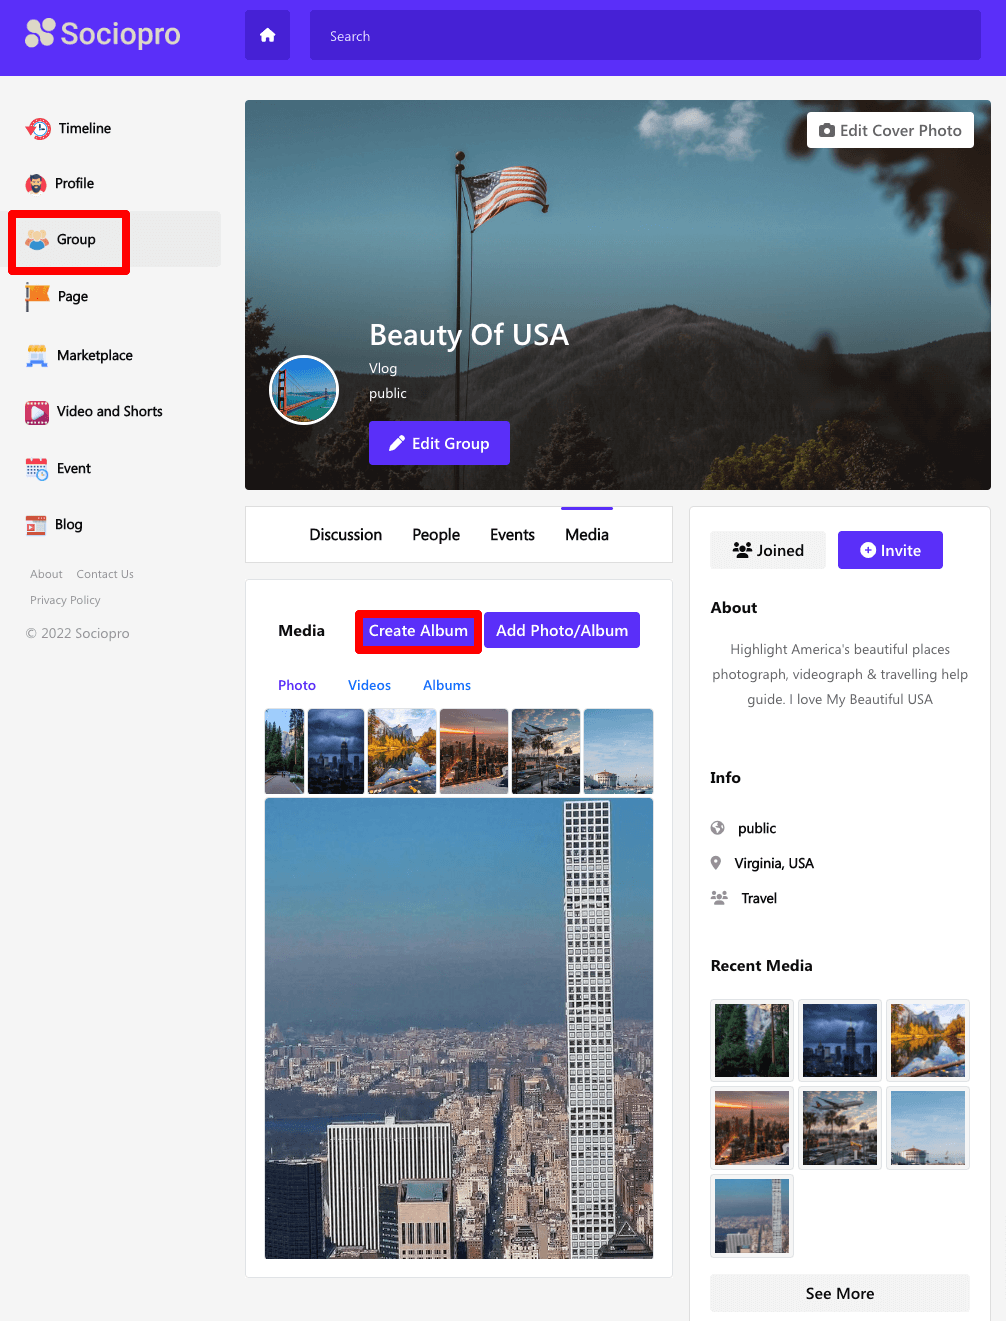 Sociopro
Search
Timeline
Profile
Group
Page
Marketplace
Video and Shorts
Event
Blog
About Contact Us
Privacy Policy
© 2022 Sociopro
Edit Cover Photo
Beauty Of USA
Vlog
public
Edit Group
Discussion People Events Media
Media Create Album Add Photo/Album
Photo Videos Albums
Joined Invite
About
Highlight America's beautiful places
photograph, videograph & travelling help
guide. I love My Beautiful USA
Info
public
Virginia, USA
Travel
Recent Media
See More